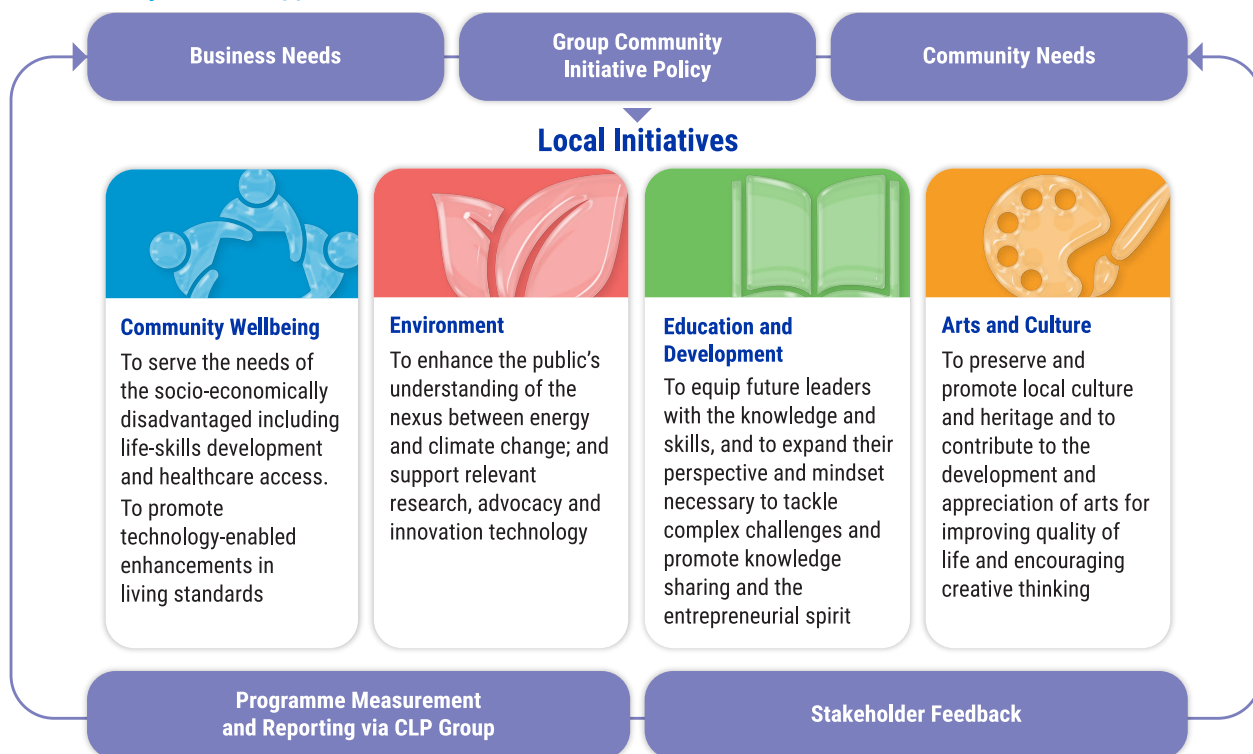 Business Needs
Group Community
Initiative Policy
Community Needs
Local Initiatives
Community Wellbeing
To serve the needs of
the socio-economically
disadvantaged including
life-skills development
and healthcare access.
To promote
technology-enabled
enhancements in
living standards
Environment
To enhance the public’s
understanding of the
nexus between energy
and climate change; and
support relevant
research, advocacy and
innovation technology
Education and
Development
To equip future leaders
with the knowledge and
skills, and to expand their
perspective and mindset
necessary to tackle
complex challenges and
promote knowledge
sharing and the
entrepreneurial spirit
Arts and Culture
To preserve and
promote local culture
and heritage and to
contribute to the
development and
appreciation of arts for
improving quality of
life and encouraging
creative thinking
Programme Measurement
and Reporting via CLP Group
Stakeholder Feedback